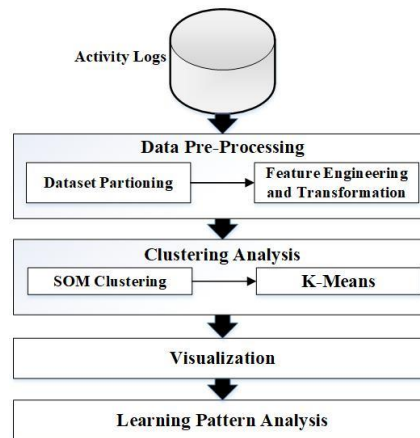 Activity Logs
Data Pre-Processing
Dataset Partioning
Feature Engineering
and Transformation
Clustering Analysis
SOM Clustering
K-Means
Visualization
Learning Pattern Analysis